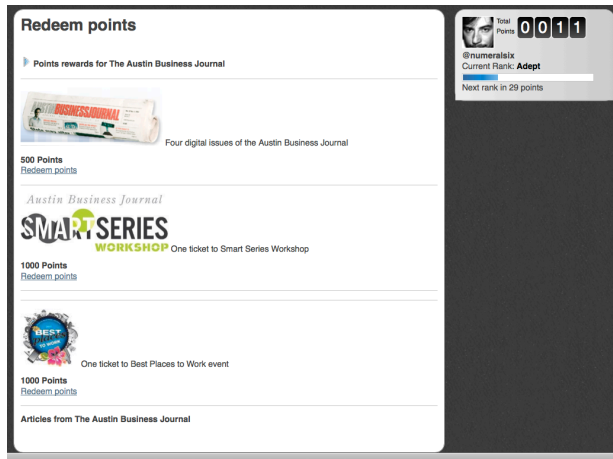 Redeem points
Points rewards for The Austin Business Journal
BUSINESSJOURNAL
Four digital issues of the Austin Business Journal
500 Points
Redeem points
Austin Business Journal
SMART SERIES
WORKSHOP
One ticket to Smart Series Workshop
1000 Points
Redeem points
BEST
places
TO WORK
One ticket to Best Places to Work event
1000 Points
Redeem points
Articles from The Austin Business Journal
Total
Points
0011
@numeralsix
Current Rank: Adept
Next rank in 29 points